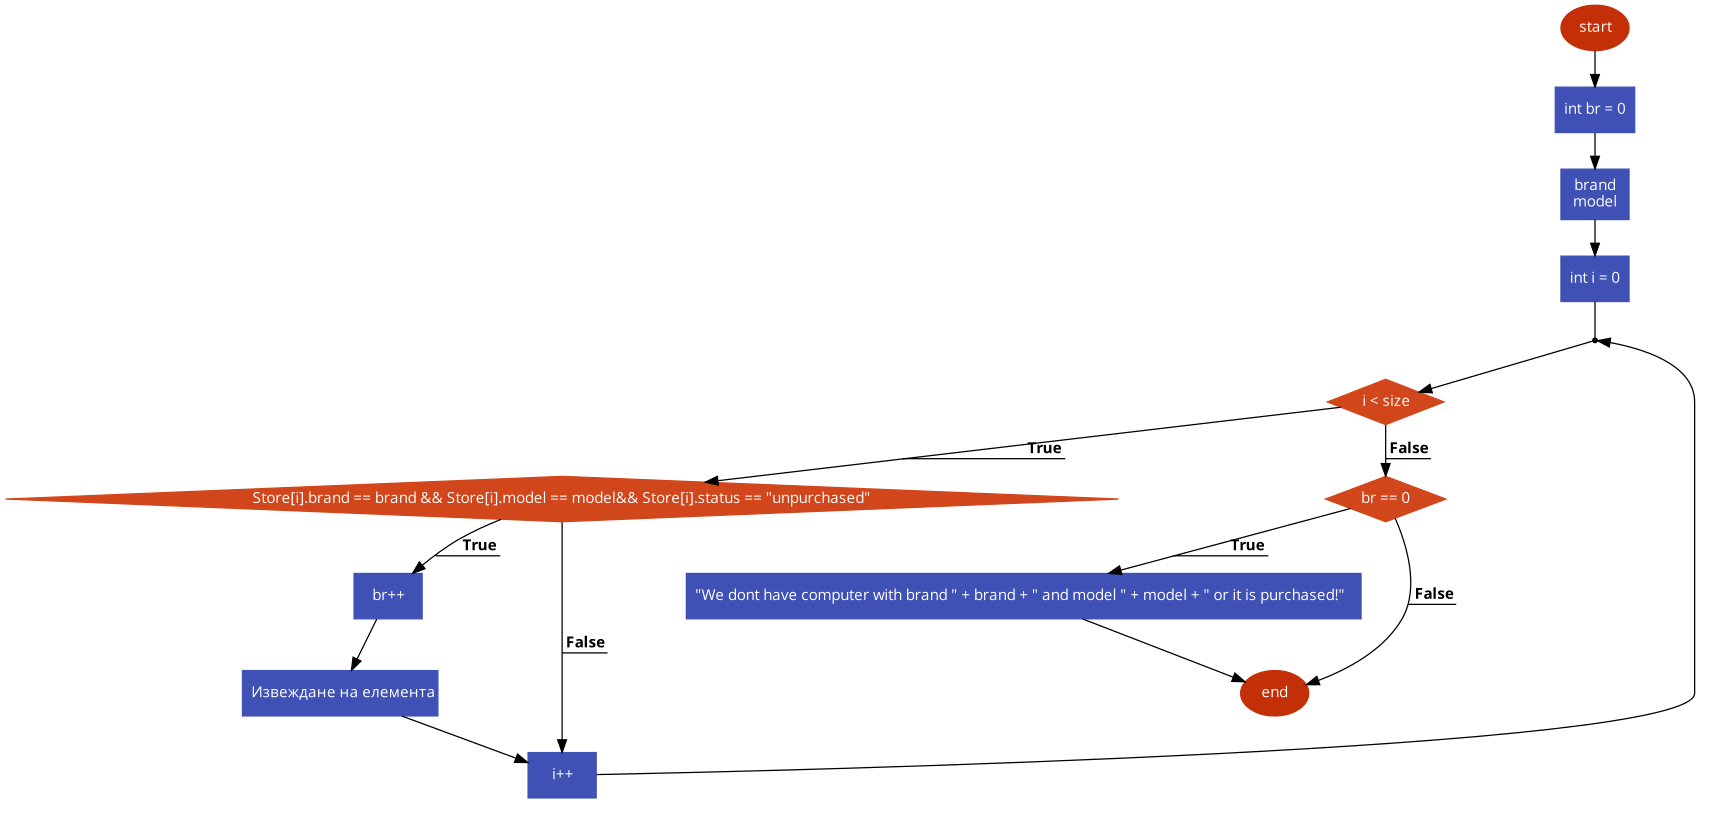 start
int br = 0
brand
model
int i = 0
i < size
True
False
Store[i].brand == brand && Store[i].model == model&& Store[i].status == "unpurchased"
br == 0
True
True
br++
"We dont have computer with brand " + brand + " and model " + model + " or it is purchased!"
False
False
Извеждане на елемента
end
i++